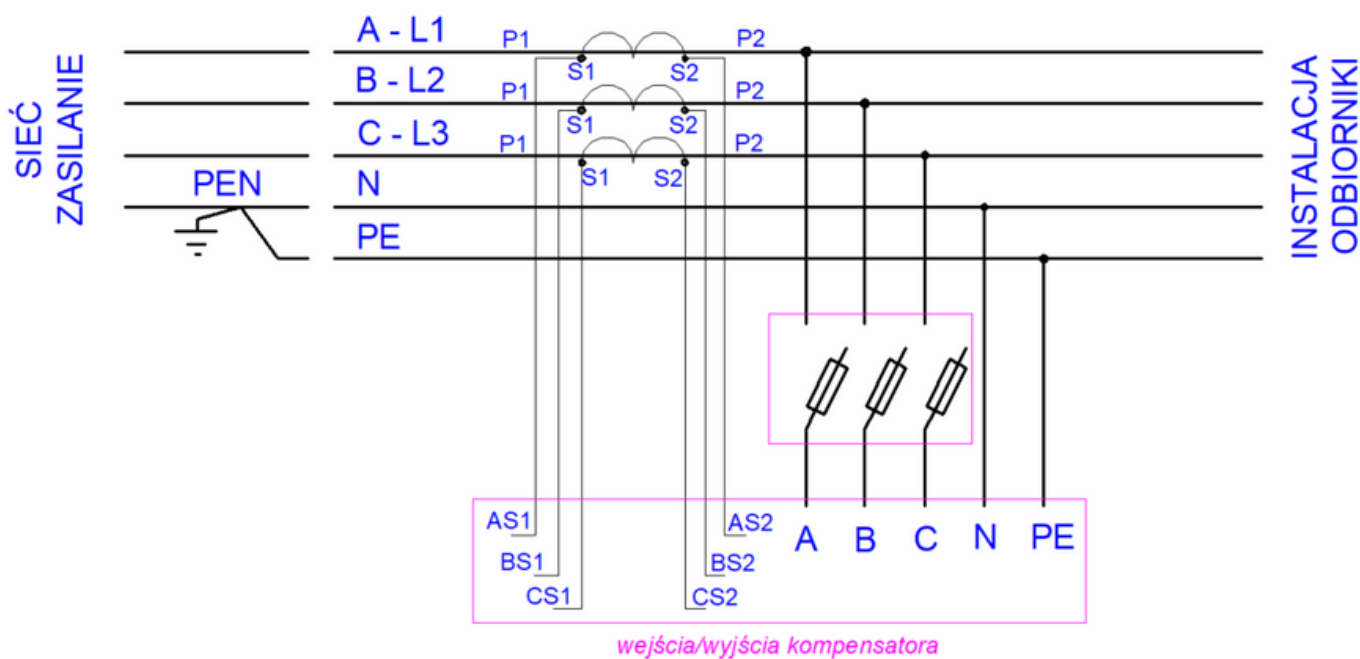 SIEĆ
ZASILANIE
A - L1
P1
S1
S2
P2
B - L2
P1
S1
S2
P2
C - L3
P1
S1
S2
P2
PEN
N
PE
INSTALACJA
ODBIORNIKI
AS1
AS2
BS1
BS2
CS1
CS2
A
B
C
N
PE
wejścia/wyjścia kompensatora